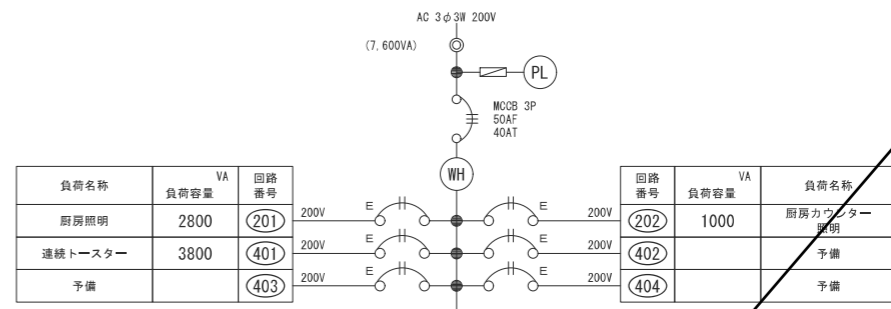 AC 3φ3W 200V
(7,600VA)
PL
MCCB 3P
50AF
40AT
WH
負荷名称
VA
負荷容量
回路
番号
回路
番号
VA
負荷容量
負荷名称
厨房照明 2800 201 200V E E 200V 202 1000 厨房カウンター
照明
連続トースター 3800 401 200V E E 200V 402 予備
予備 403 200V E E 200V 404 予備